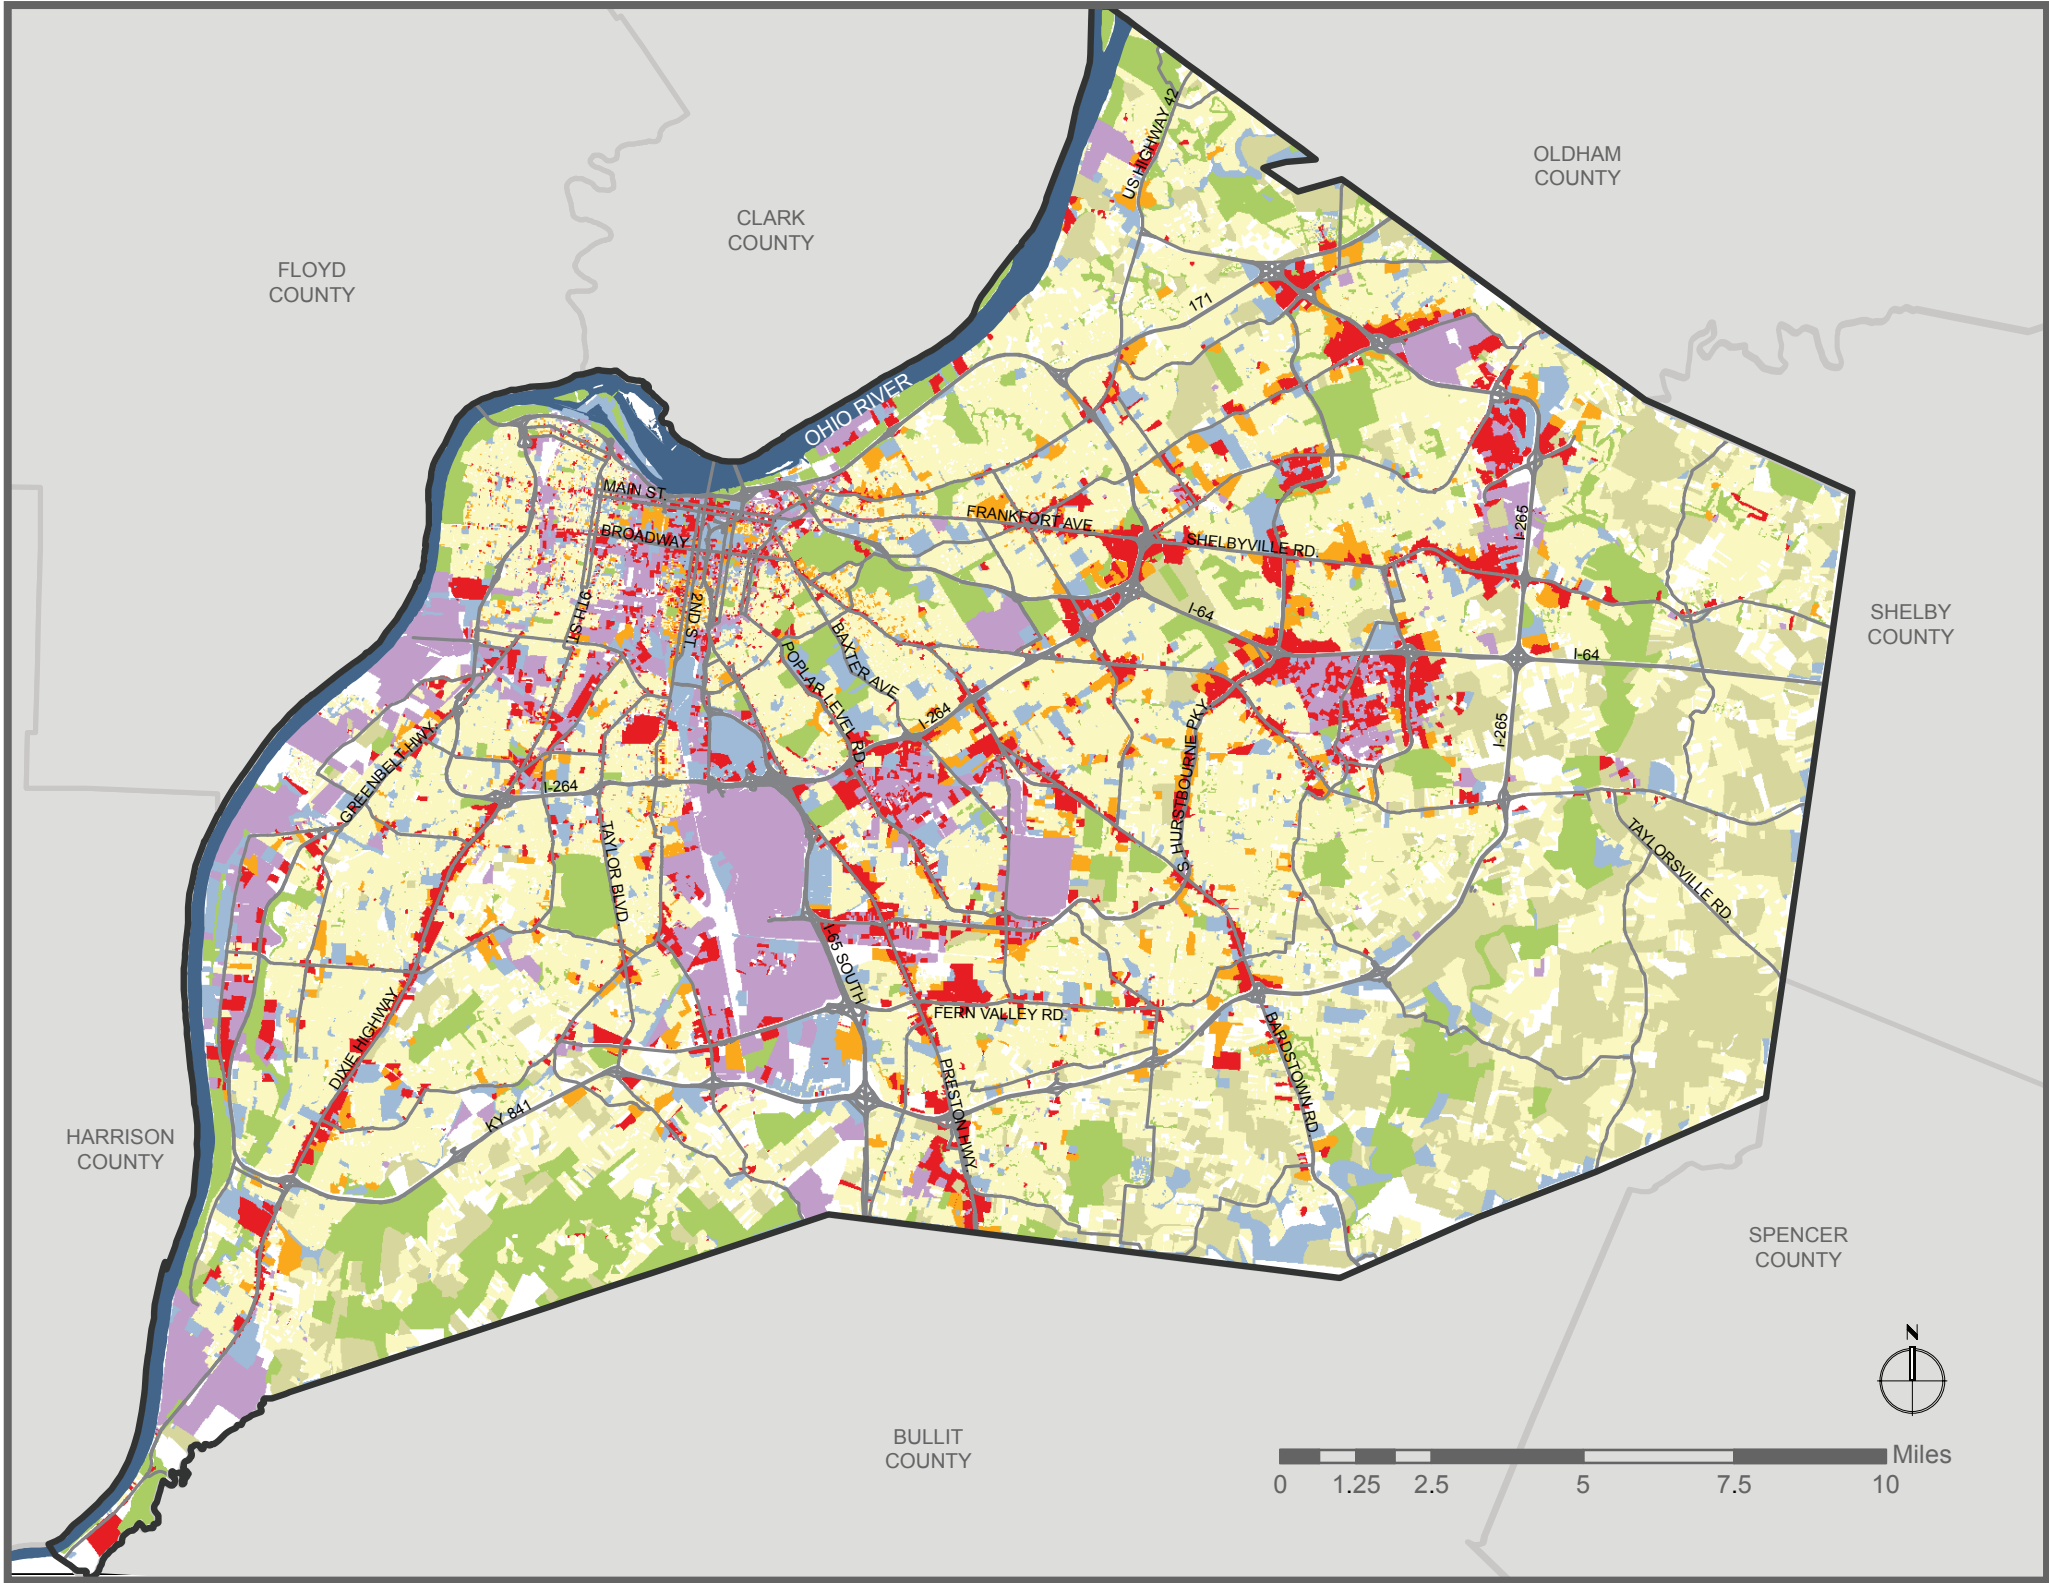 US HIGHWAY 42
OLDHAM
COUNTY
CLARK
COUNTY
FLOYD
COUNTY
171
OHIO RIVER
MAIN ST.
FRANKFORT AVE.
BROADWAY
SHELBYVILLE RD.
I-265
9TH ST.
2ND ST.
I-64
SHELBY
COUNTY
BAXTER AVE
POPLAR LEVEL RD.
I-64
I-264
GREENBELT HWY.
I-265
S HURSTBOURNE PKY.
I-264
TAYLOR BLVD.
TAYLORSVILLE RD.
I-65 SOUTH
DIXIE HIGHWAY
FERN VALLEY RD.
BARDSTOWN RD.
PRESTON HWY.
KY 841
HARRISON
COUNTY
SPENCER
COUNTY
N
BULLIT
COUNTY
Miles
0 1.25 2.5 5 7.5 10